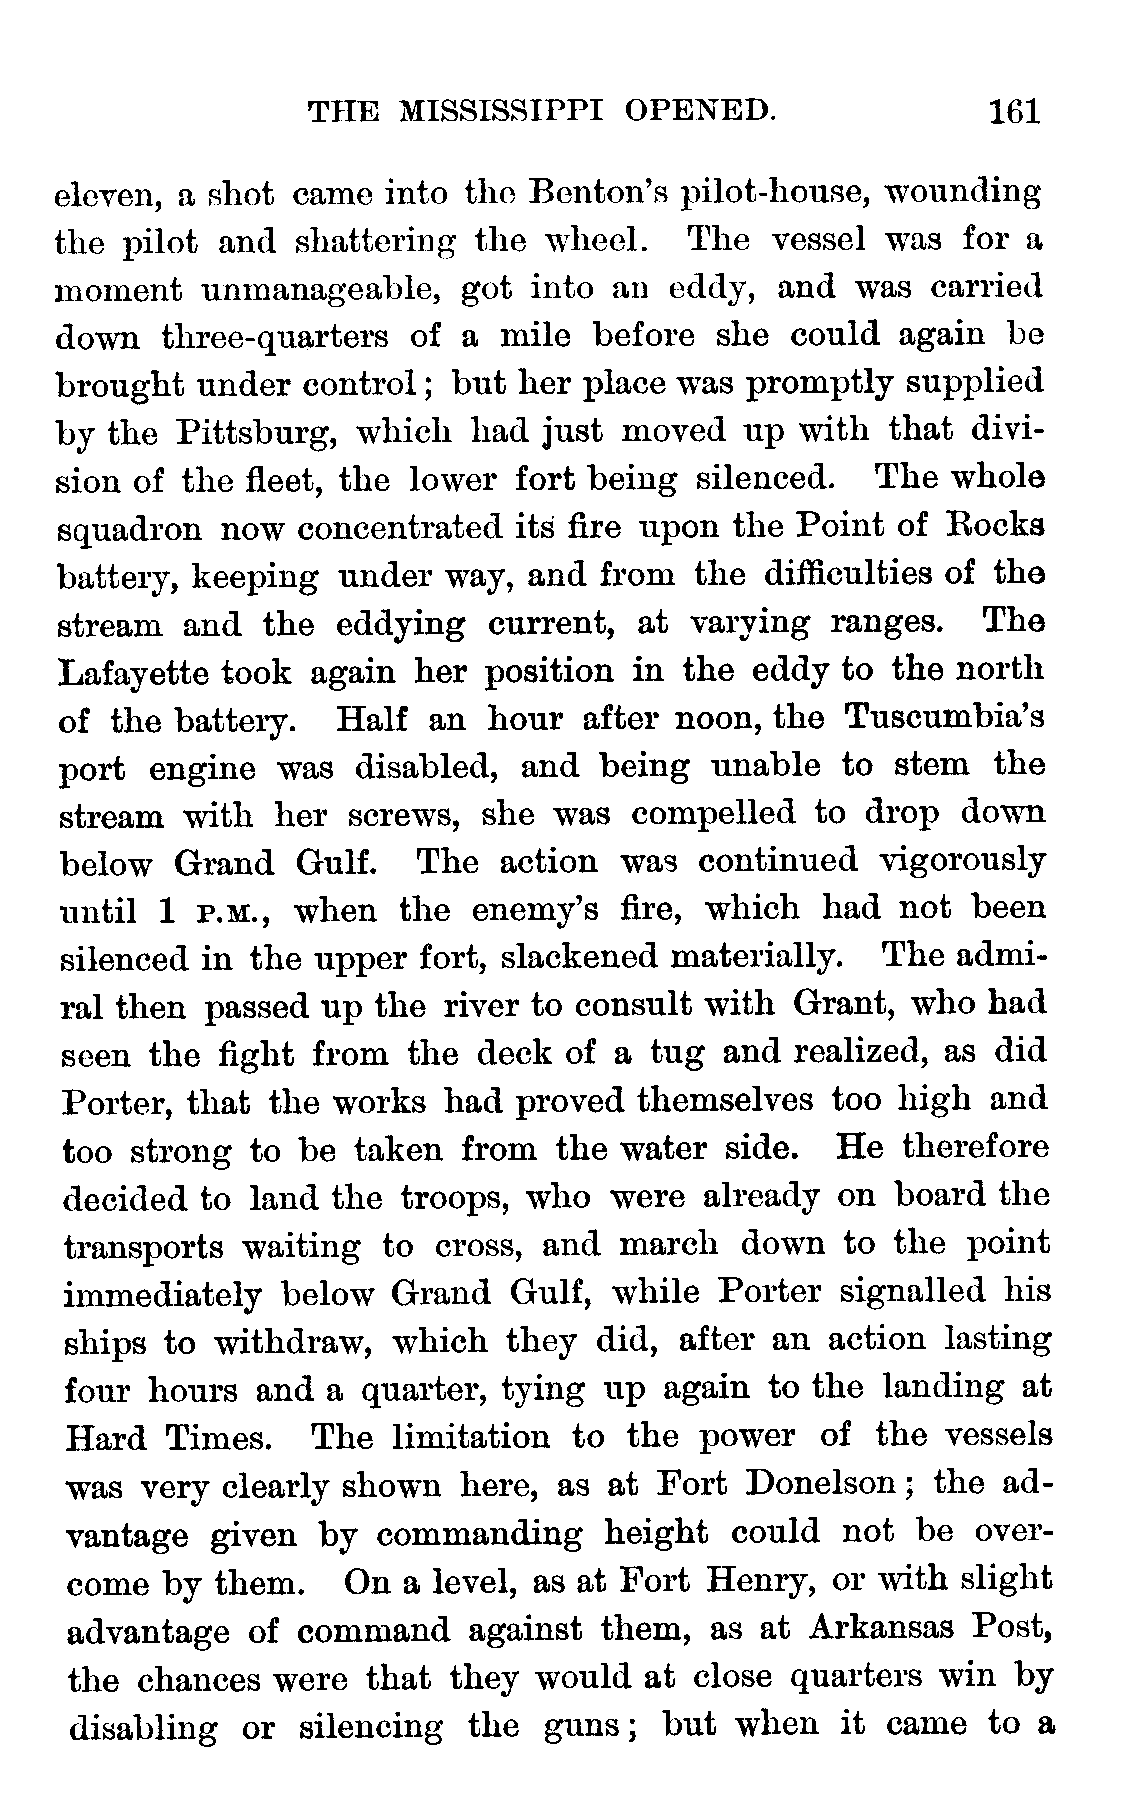 THE MISSISSIPPI OPENED. 161
eleven, a shot came into the Benton's pilot-house, wounding
the pilot and shattering the wheel. The vessel was for a
moment unmanageable, got into an eddy, and was carried
down three-quarters of a mile before she could again be
brought under control; but her place was promptly supplied
by the Pittsburg, which had just moved up with that divi-
sion of the fleet, the lower fort being silenced. The whole
squadron now concentrated its fire upon the Point of Rocks
battery, keeping under way, and from the difficulties of the
stream and the eddying current, at varying ranges. The
Lafayette took again her position in the eddy to the north
of the battery. Half an hour after noon, the Tuscumbia's
port engine was disabled, and being unable to stem the
stream with her screws, she was compelled to drop down
below Grand Gulf. The action was continued vigorously
until 1 P.M., when the enemy's fire, which had not been
silenced in the upper fort, slackened materially. The admi-
ral then passed up the river to consult with Grant, who had
seen the fight from the deck of a tug and realized, as did
Porter, that the works had proved themselves too high and
too strong to be taken from the water side. He therefore
decided to land the troops, who were already on board the
transports waiting to cross, and march down to the point
immediately below Grand Gulf, while Porter signalled his
ships to withdraw, which they did, after an action lasting
four hours and a quarter, tying up again to the landing at
Hard Times. The limitation to the power of the vessels
was very clearly shown here, as at Fort Donelson; the ad-
vantage given by commanding height could not be over-
come by them. On a level, as at Fort Henry, or with slight
advantage of command against them, as at Arkansas Post,
the chances were that they would at close quarters win by
disabling or silencing the guns; but when it came to a